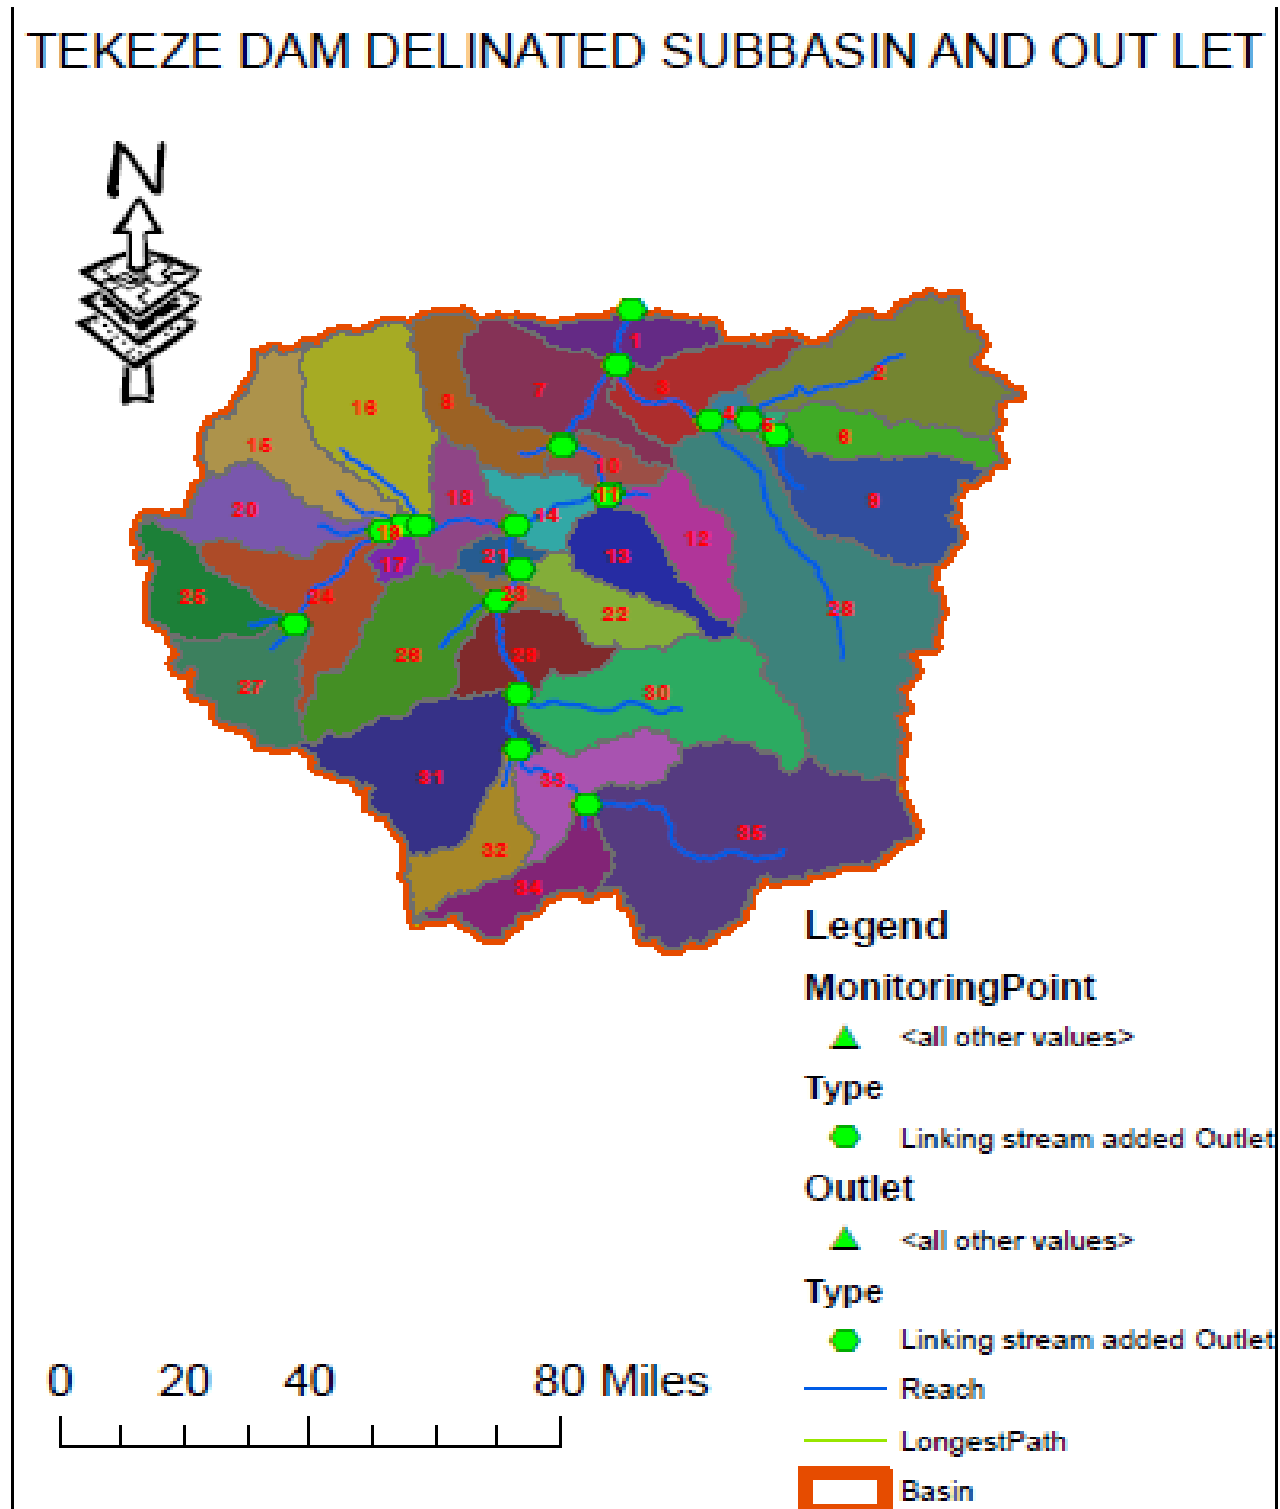 TEKEZE DAM DELINATED SUBBASIN AND OUT LET
N
1
2
3
7
8
16
4
5
6
15
10
9
18
11
20
14
19
12
21
13
17
25
24
23
28
22
26
29
27
30
31
33
35
32
34
Legend
MonitoringPoint
<all other values>
Type
Linking stream added Outlet
Outlet
<all other values>
Type
Linking stream added Outlet
0 20 40 80 Miles
Reach
LongestPath
Basin